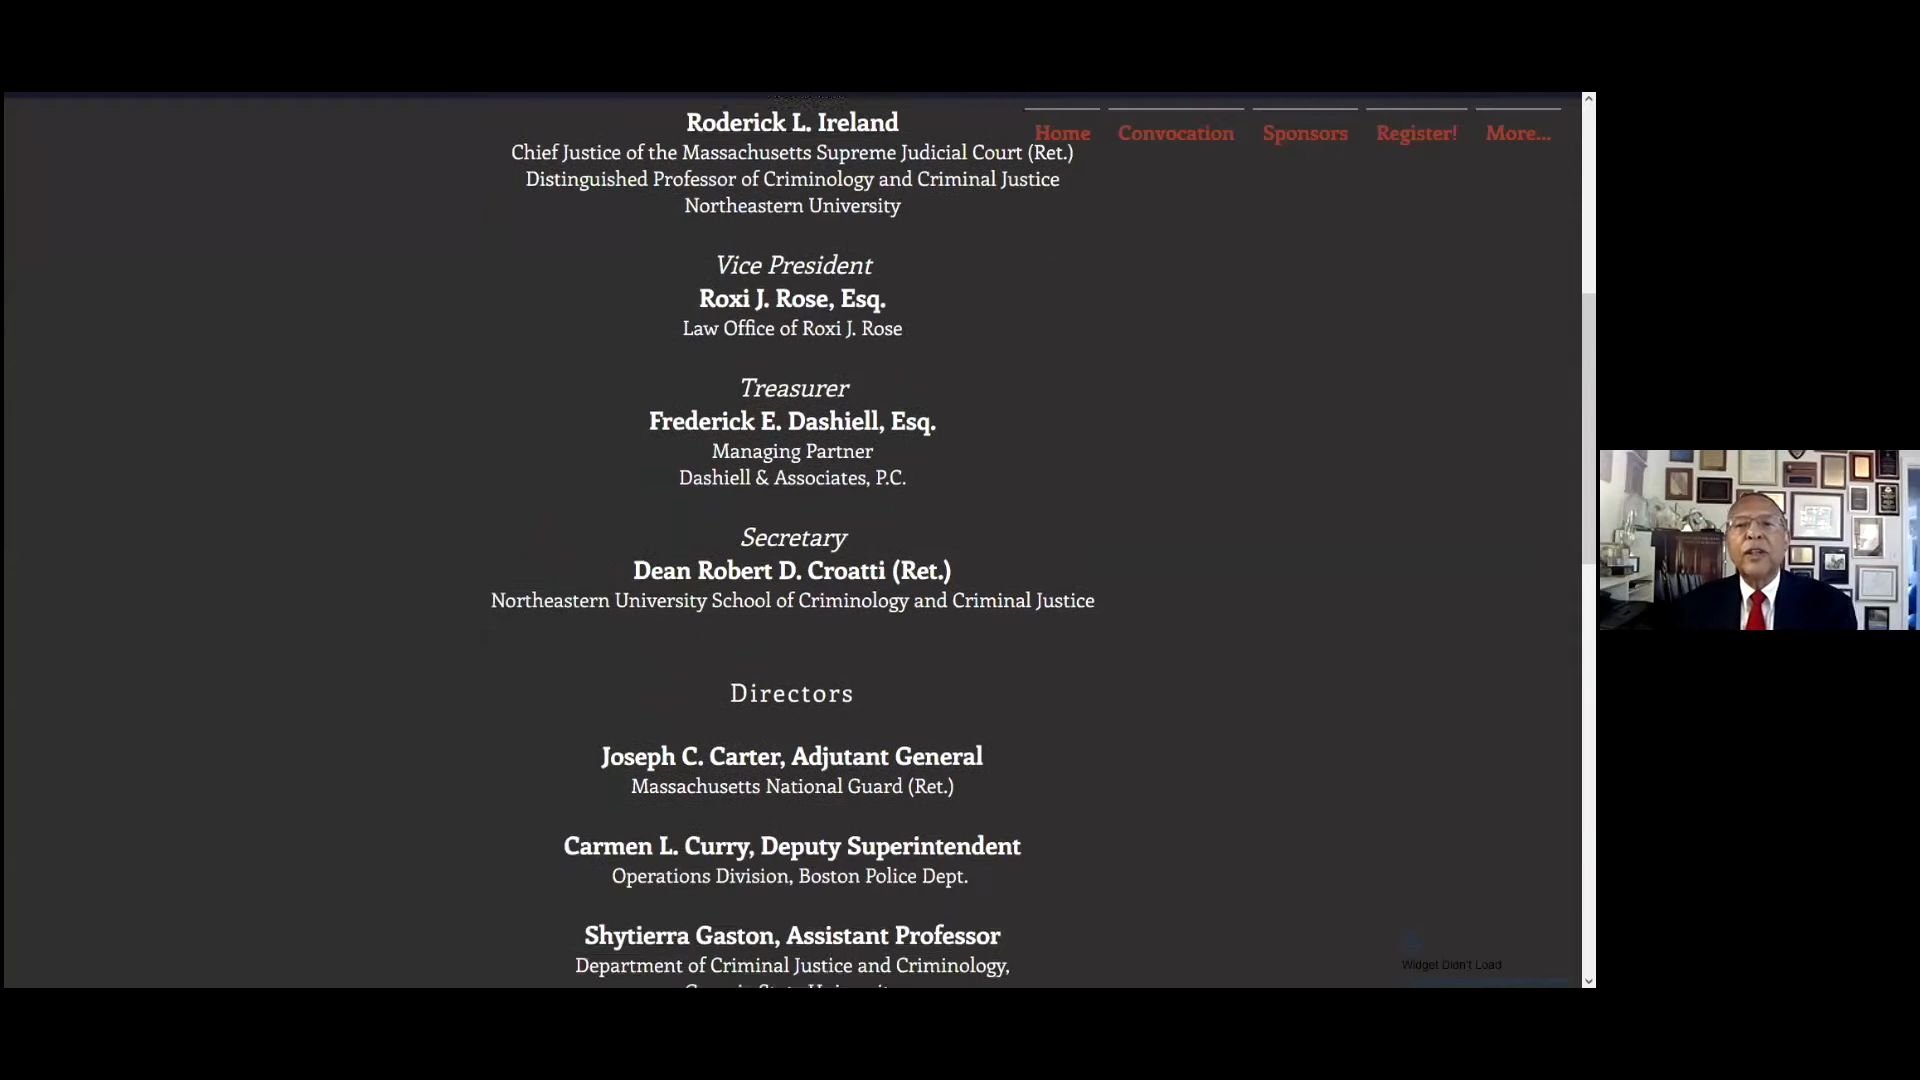 Home
Convocation
Sponsors
Register!
More...
Roderick L. Ireland
Chief Justice of the Massachusetts Supreme Judicial Court (Ret.)
Distinguished Professor of Criminology and Criminal Justice
Northeastern University
Vice President
Roxi J. Rose, Esq.
Law Office of Roxi J. Rose
Treasurer
Frederick E. Dashiell, Esq.
Managing Partner
Dashiell & Associates, P.C.
Secretary
Dean Robert D. Croatti (Ret.)
Northeastern University School of Criminology and Criminal Justice
Directors
Joseph C. Carter, Adjutant General
Massachusetts National Guard (Ret.)
Carmen L. Curry, Deputy Superintendent
Operations Division, Boston Police Dept.
Shytierra Gaston, Assistant Professor
Department of Criminal Justice and Criminology,
Widget Didn't Load